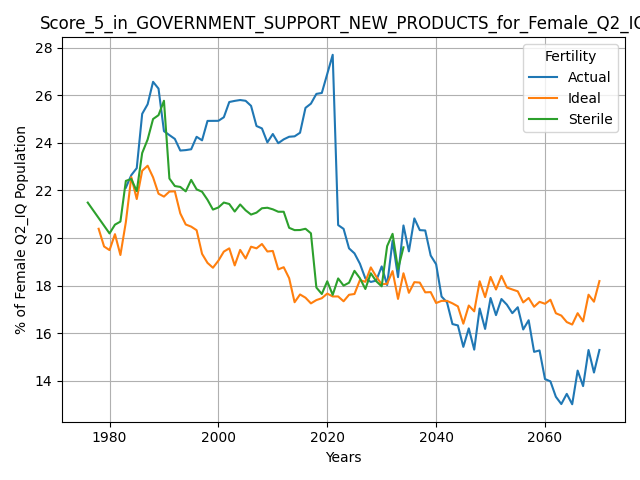 Score_5_in_GOVERNMENT_SUPPORT_NEW_PRODUCTS_for_Female_Q2_IQ
28
26
24
22
20
18
16
14
% of Female Q2_IQ Population
Fertility
Actual
Ideal
Sterile
1980
2000
2020
2040
2060
Years